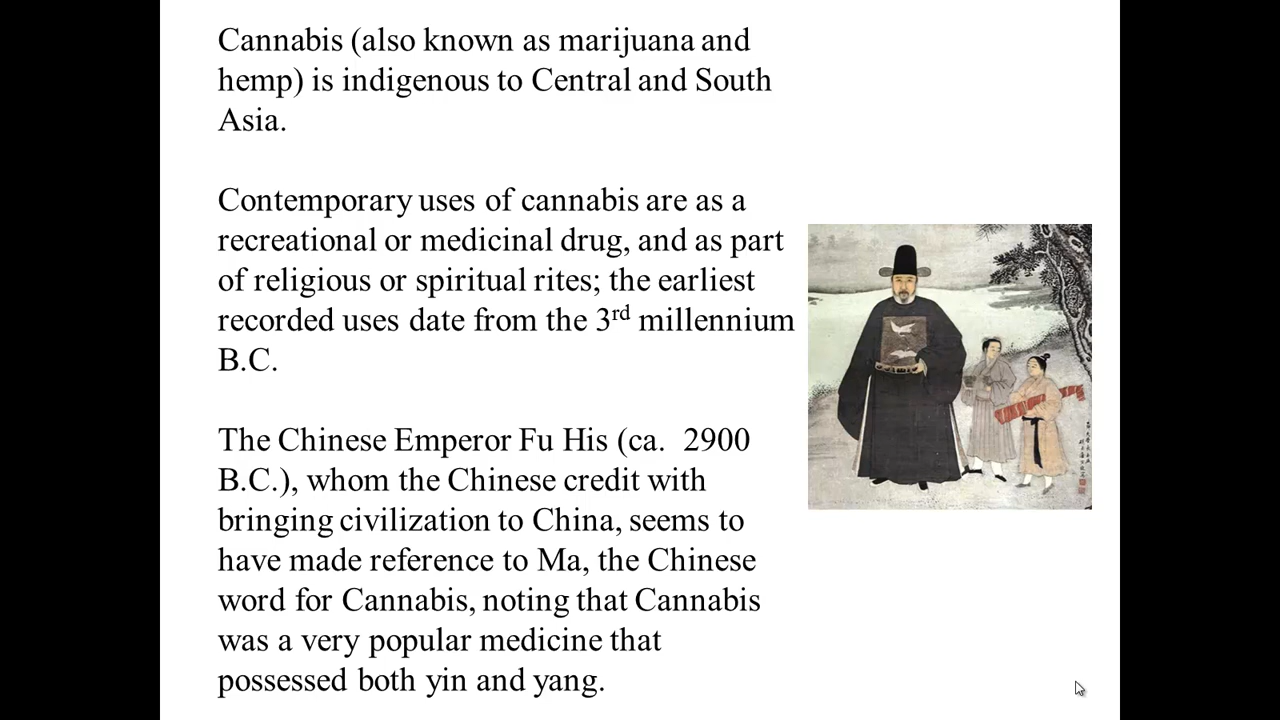 Cannabis (also known as marijuana and
hemp) is indigenous to Central and South
Asia.
Contemporary uses of cannabis are as a
recreational or medicinal drug, and as part
of religious or spiritual rites; the earliest
recorded uses date from the 3rd millennium
B.C.
The Chinese Emperor Fu His (ca. 2900
B.C.), whom the Chinese credit with
bringing civilization to China, seems to
have made reference to Ma, the Chinese
word for Cannabis, noting that Cannabis
was a very popular medicine that
possessed both yin and yang.